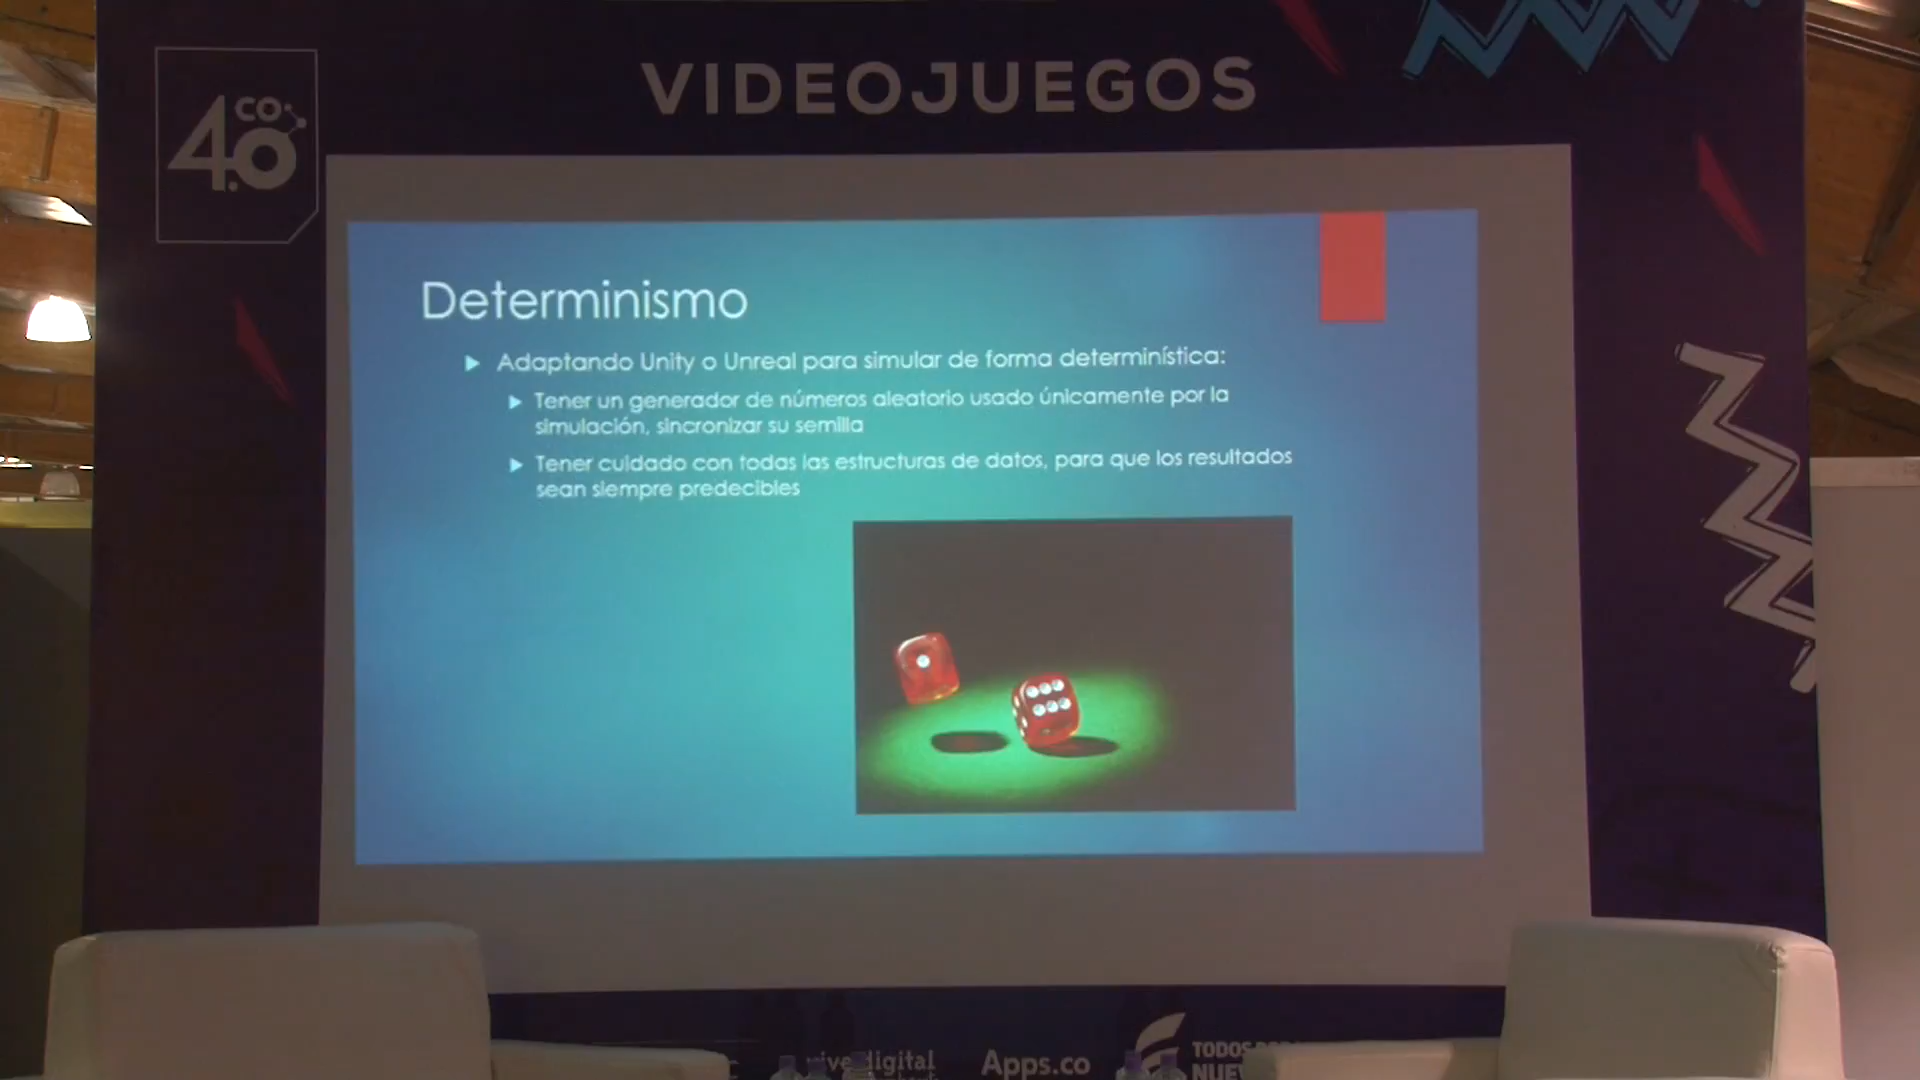 VIDEOJUEGOS
CO
4.0
Determinismo
Adaptando Unity o Unreal para simular de forma determinística:
Tener un generador de números aleatorio usado únicamente por la
simulación, sincronizar su semilla
Tener cuidado con todas las estructuras de datos, para que los resultados
sean siempre predecibles
digital
Apps.co
TODOS